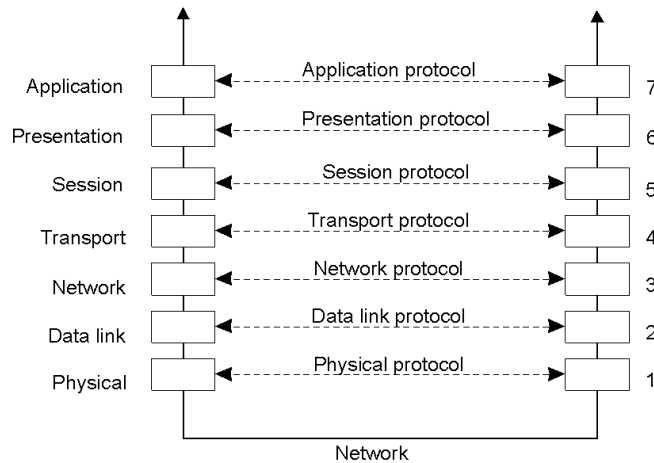 Application Application protocol 7
Presentation Presentation protocol 6
Session Session protocol 5
Transport Transport protocol 4
Network Network protocol 3
Data link Data link protocol 2
Physical Physical protocol 1
Network